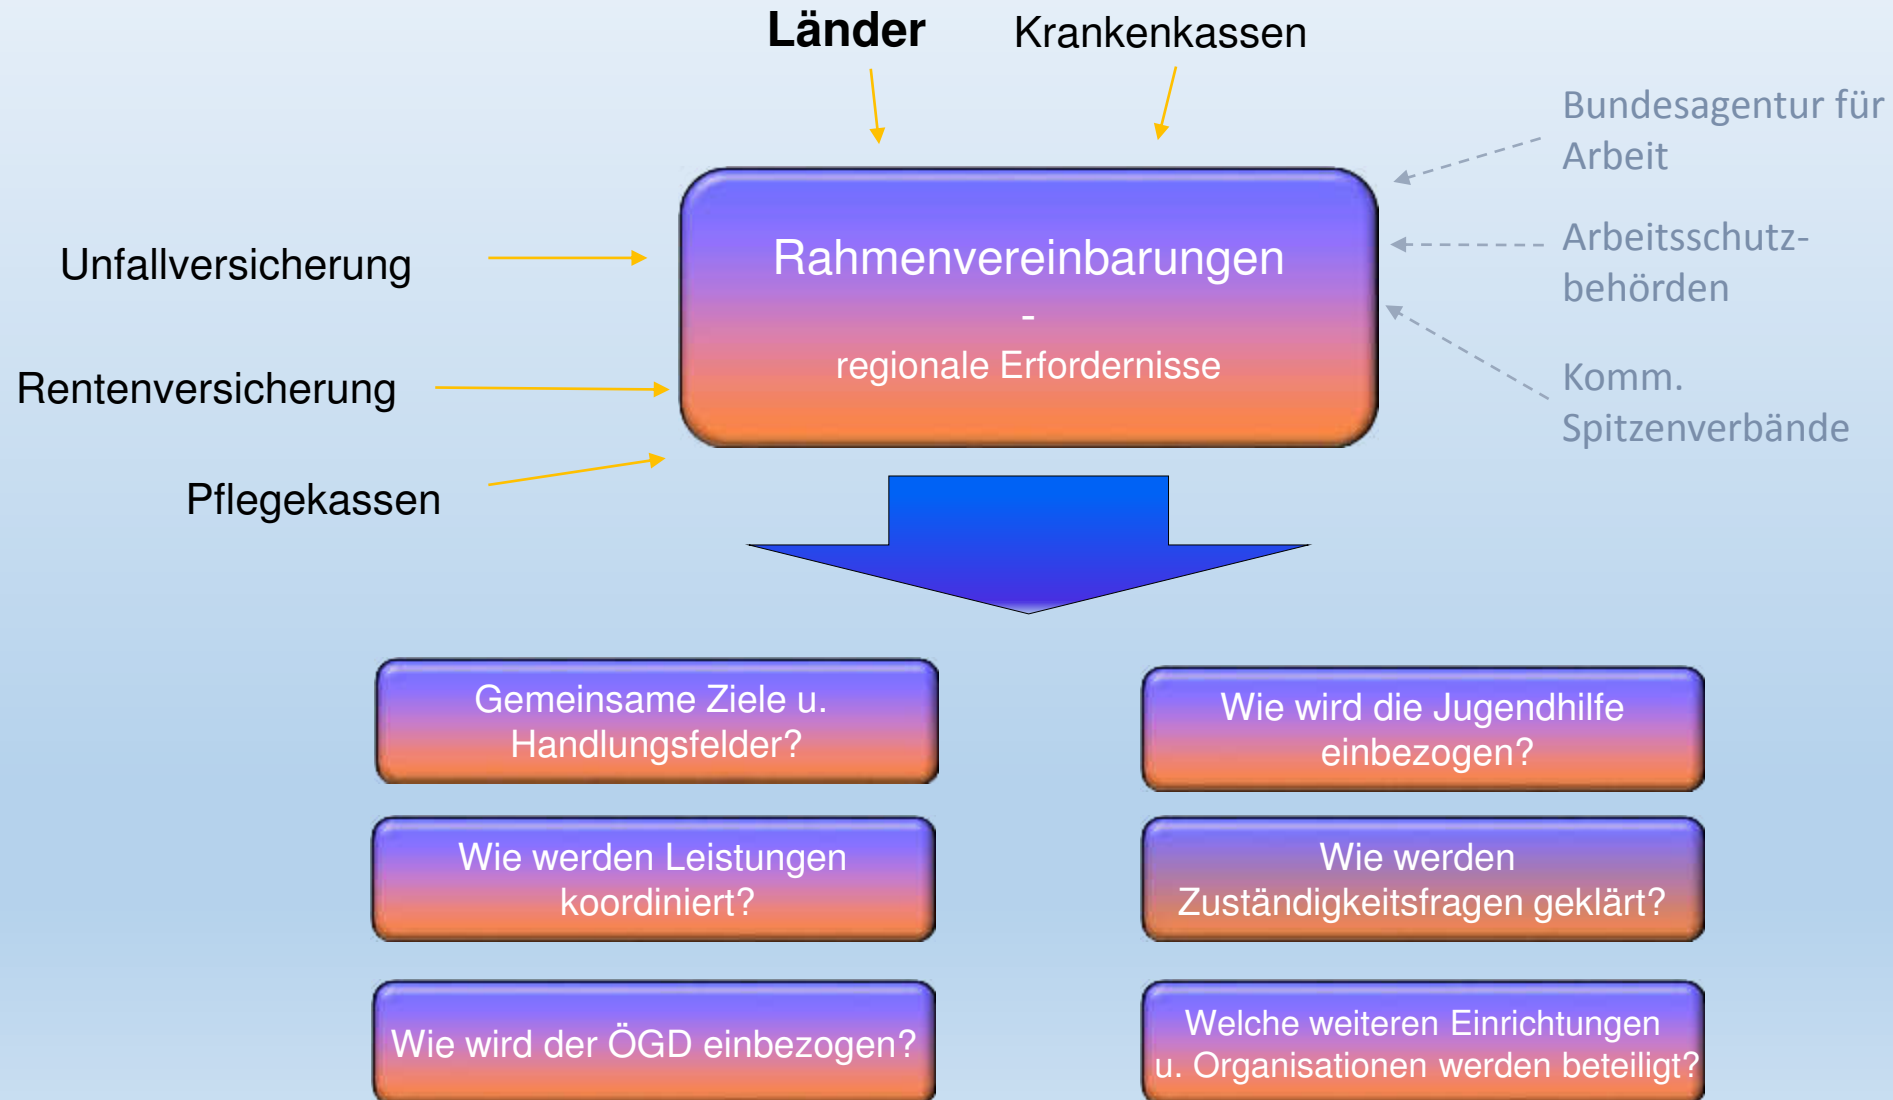 Länder
Krankenkassen
Bundesagentur für
Arbeit
Unfallversicherung
Rahmenvereinbarungen
-
regionale Erfordernisse
Arbeitsschutz-
behörden
Rentenversicherung
Komm.
Spitzenverbände
Pflegekassen
Gemeinsame Ziele u.
Handlungsfelder?
Wie wird die Jugendhilfe
einbezogen?
Wie werden Leistungen
koordiniert?
Wie werden
Zuständigkeitsfragen geklärt?
Wie wird der ÖGD einbezogen?
Welche weiteren Einrichtungen
u. Organisationen werden beteiligt?